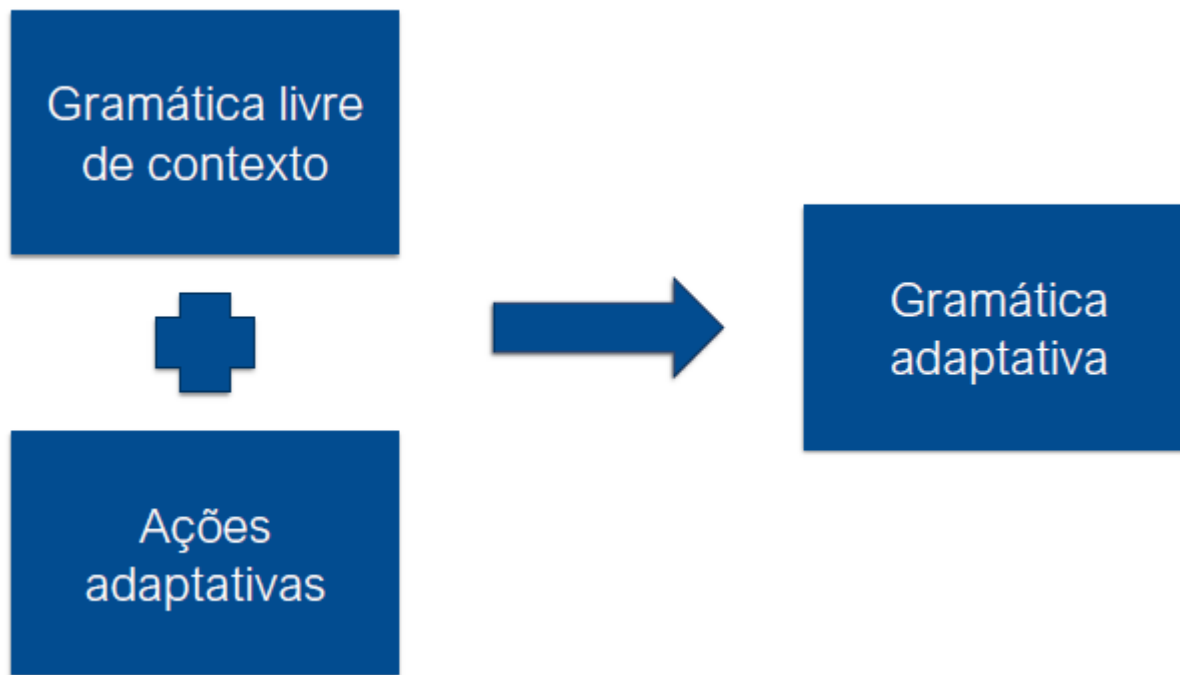 Gramática livre
de contexto
Ações
adaptativas
Gramática
adaptativa